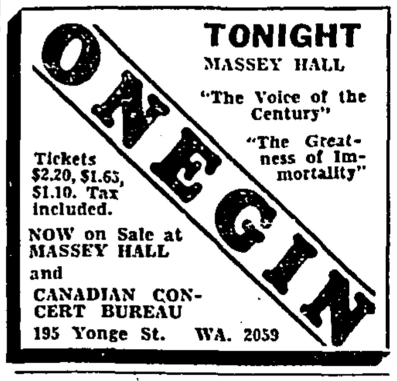 ONEGIN
TONIGHT
MASSEY HALL
"The Voice of the
Century"
"The Great-
ness of Im-
mortality"
Tickets
$2.20, $1.65,
$1.10. Tax
included.
NOW on Sale at
MASSEY HALL
and
CANADIAN CON-
CERT BUREAU
195 Yonge St. WA. 2059